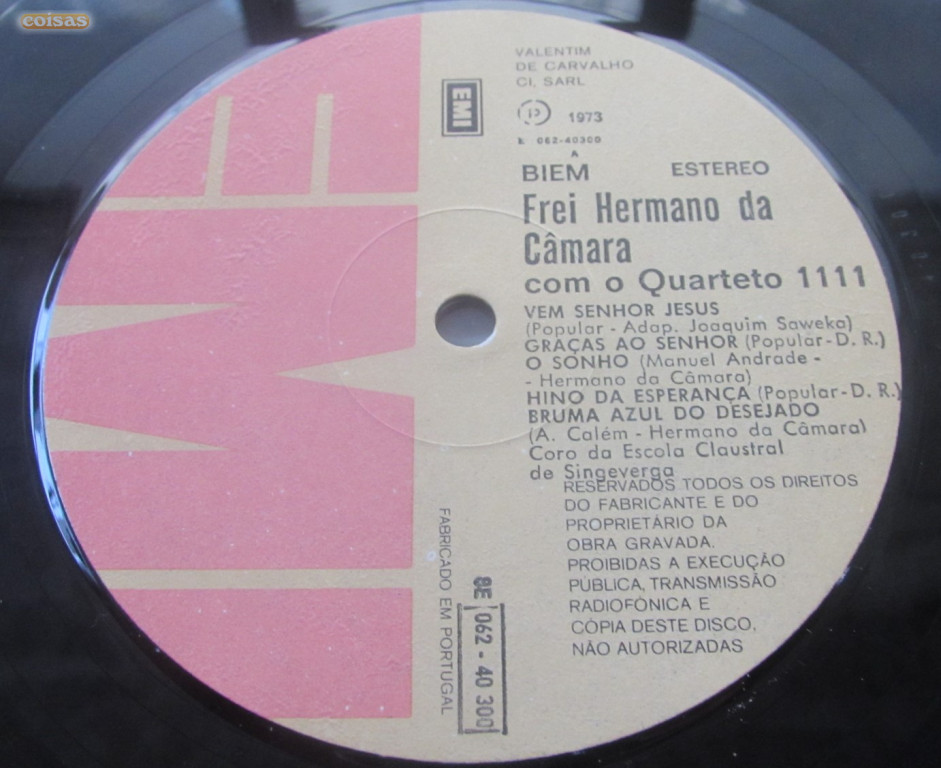 coisas
VALENTIM
DE CARVALHO
CI, SARL
EMI
P 1973
E 062-40300
A
BIEM ESTEREO
Frei Hermano da
Câmara
com o Quarteto 1111
VEM SENHOR JESUS
(Popular - Adap. Joaquim Saweka)
GRAÇAS AO SENHOR (Popular-D. R.)
O SONHO (Manuel Andrade -
- Hermano da Câmara)
HINO DA ESPERANÇA (Popular-D. R.)
BRUMA AZUL DO DESEJADO
(A. Calém - Hermano da Câmara)
Coro da Escola Claustral
de Singeverga
RESERVADOS TODOS OS DIREITOS
DO FABRICANTE E DO
PROPRIETÁRIO DA
OBRA GRAVADA.
PROIBIDAS A EXECUÇÃO
PÚBLICA, TRANSMISSÃO
RADIOFÓNICA E
CÓPIA DESTE DISCO,
NÃO AUTORIZADAS
FABRICADO EM PORTUGAL
8E 062 - 40 300
EMI